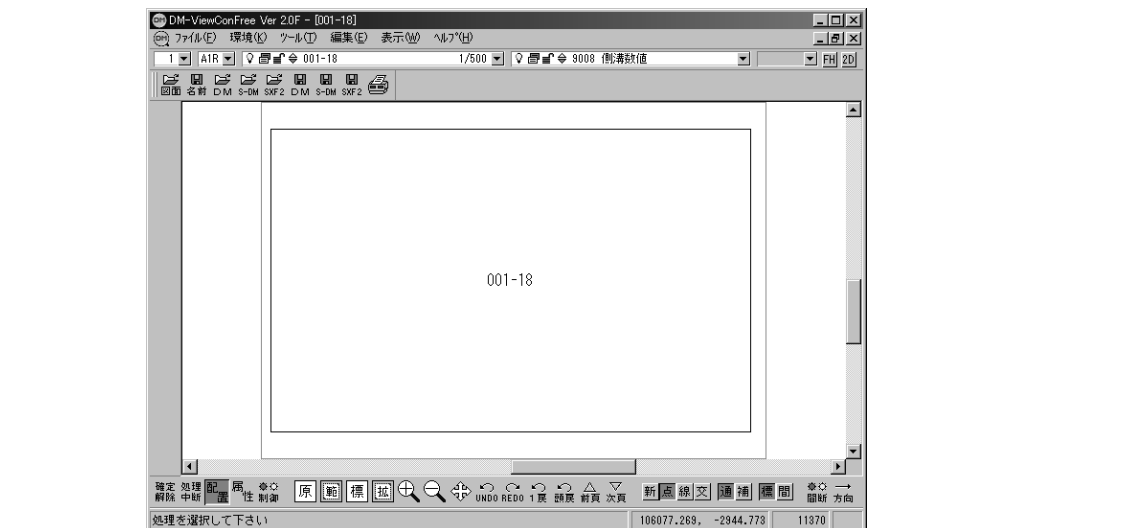 DM-ViewConFree Ver 2.0F - [001-18]
ファイル(F) 環境(K) ツール(T) 編集(E) 表示(W) ヘルプ(H)
1 A1R 001-18 1/500 9008 側溝数値 FH 2D
図面 名前 DM S-DM SXF2 DM S-DM SXF2
001-18
確定解除 処理中断 配置 属性 制御 原 範 標 拡 UNDO REDO 1戻 頭戻 前頁 次頁 新 点 線 交 通 補 標 間 間断 方向
処理を選択して下さい 106077.269, -2944.773 11370